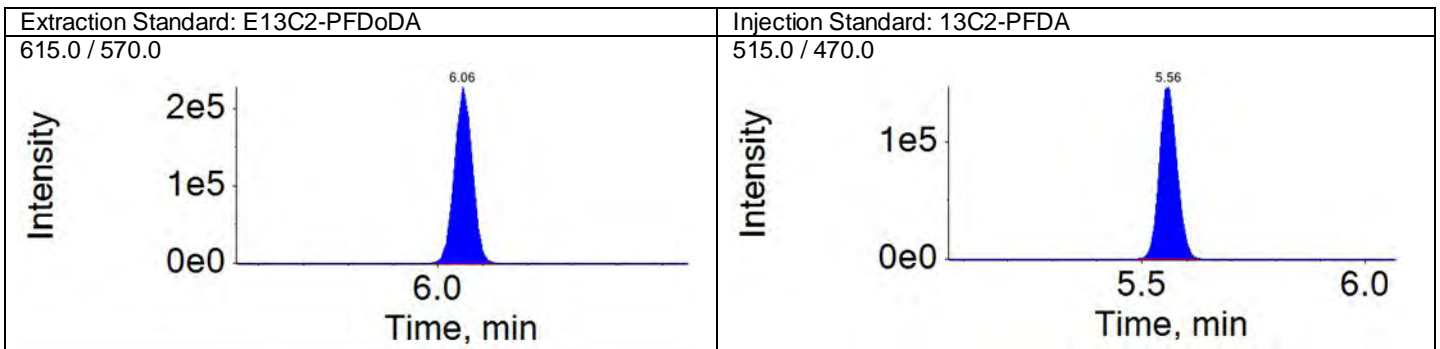 Extraction Standard: E13C2-PFDoDA
615.0 / 570.0
6.06
2e5
1e5
0e0
Intensity
6.0
Time, min
Injection Standard: 13C2-PFDA
515.0 / 470.0
5.56
1e5
0e0
Intensity
5.5 6.0
Time, min